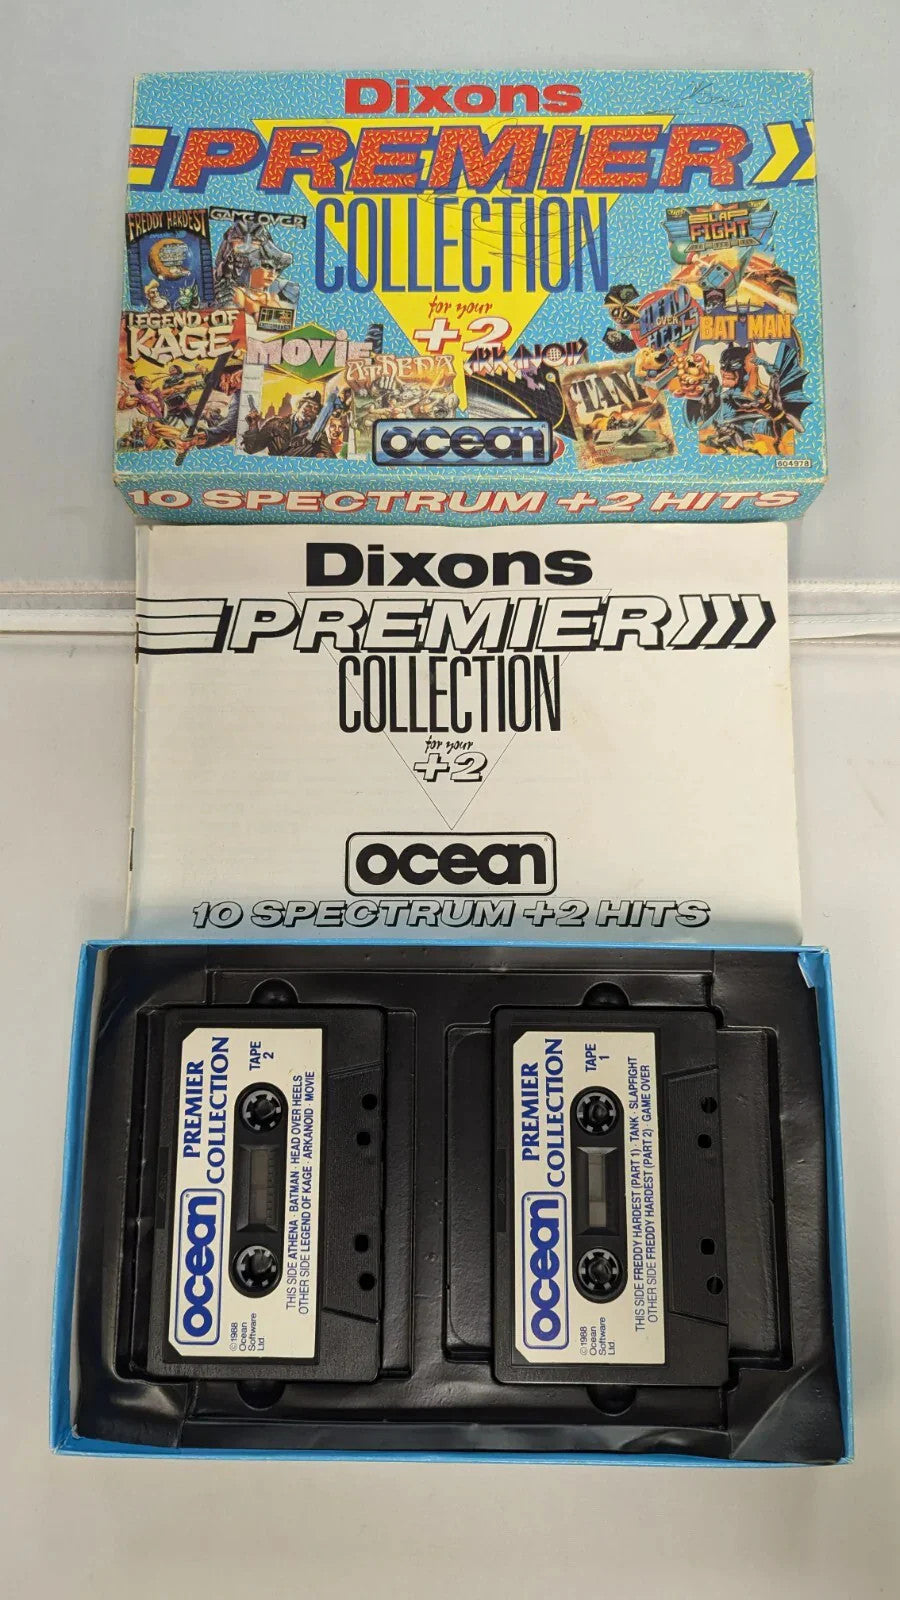 Dixons
PREMIER
COLLECTION
for your
+2
FREDDY HARDEST
GAME OVER
SLAP
FIGHT
LEGEND OF
KAGE
MOVIE
ATHENA
ARKANOID
TANK
HEAD
OVER
HEELS
BATMAN
ocean
604978
10 SPECTRUM +2 HITS
Dixons
PREMIER
COLLECTION
for your
+2
ocean
10 SPECTRUM +2 HITS
ocean
PREMIER
COLLECTION
TAPE
2
©1988
Ocean
Software
Ltd
THIS SIDE ATHENA · BATMAN · HEAD OVER HEELS
OTHER SIDE LEGEND OF KAGE · ARKANOID · MOVIE
ocean
PREMIER
COLLECTION
TAPE
1
©1988
Ocean
Software
Ltd
THIS SIDE FREDDY HARDEST (PART 1) · TANK · SLAPFIGHT
OTHER SIDE FREDDY HARDEST (PART 2) · GAME OVER